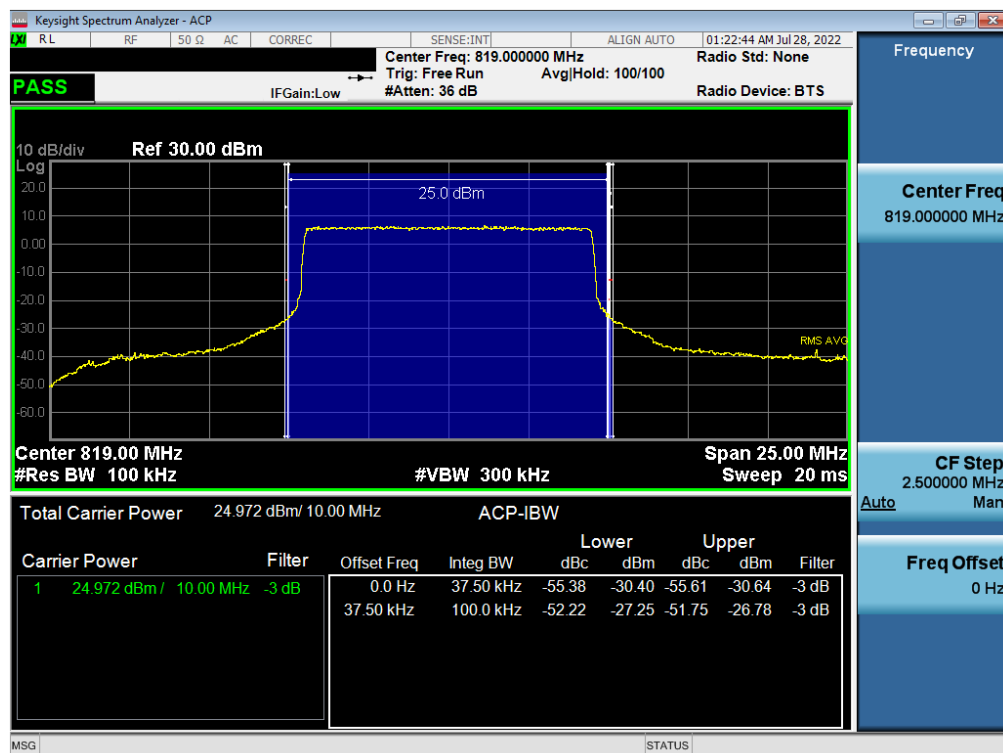 Keysight Spectrum Analyzer - ACP
LXI RL RF 50 Ω AC CORREC SENSE:INT ALIGN AUTO 01:22:44 AM Jul 28, 2022
Center Freq: 819.000000 MHz Radio Std: None
Trig: Free Run Avg|Hold: 100/100
PASS IFGain:Low #Atten: 36 dB Radio Device: BTS
Frequency
10 dB/div Ref 30.00 dBm
Log
20.0
25.0 dBm
10.0
0.00
-10.0
-20.0
-30.0
RMS AVG
-40.0
-50.0
-60.0
Center 819.00 MHz Span 25.00 MHz
#Res BW 100 kHz #VBW 300 kHz Sweep 20 ms
Center Freq
819.000000 MHz
CF Step
2.500000 MHz
Auto Man
Freq Offset
0 Hz
Total Carrier Power 24.972 dBm/ 10.00 MHz ACP-IBW
Lower Upper
Carrier Power Filter Offset Freq Integ BW dBc dBm dBc dBm Filter
1 24.972 dBm / 10.00 MHz -3 dB 0.0 Hz 37.50 kHz -55.38 -30.40 -55.61 -30.64 -3 dB
37.50 kHz 100.0 kHz -52.22 -27.25 -51.75 -26.78 -3 dB
MSG STATUS